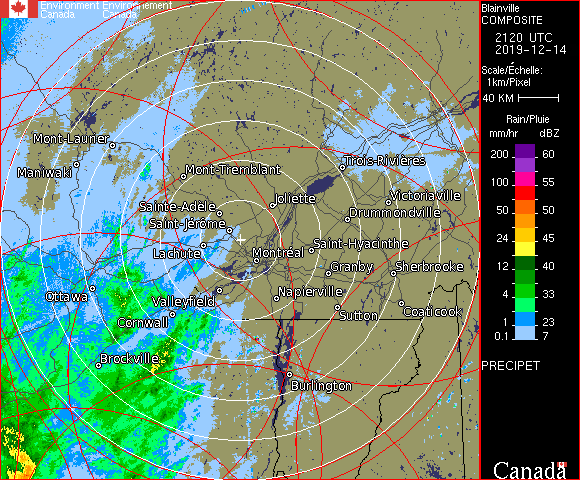 Environment Environnement
Canada Canada
Blainville
COMPOSITE
2120 UTC
2019-12-14
Scale/Échelle:
1km/Pixel
40 KM
Rain/Pluie
mm/hr dBZ
200 60
100 55
50 50
24 45
12 40
4 33
1 23
0.1 7
PRECIPET
Canada
Mont-Laurier
Maniwaki
Mont-Tremblant
Trois-Rivières
Sainte-Adèle
Joliette
Victoriaville
Saint-Jérôme
Drummondville
Lachute
Montréal
Saint-Hyacinthe
Granby
Sherbrooke
Ottawa
Valleyfield
Napierville
Cornwall
Sutton
Coaticook
Brockville
Burlington